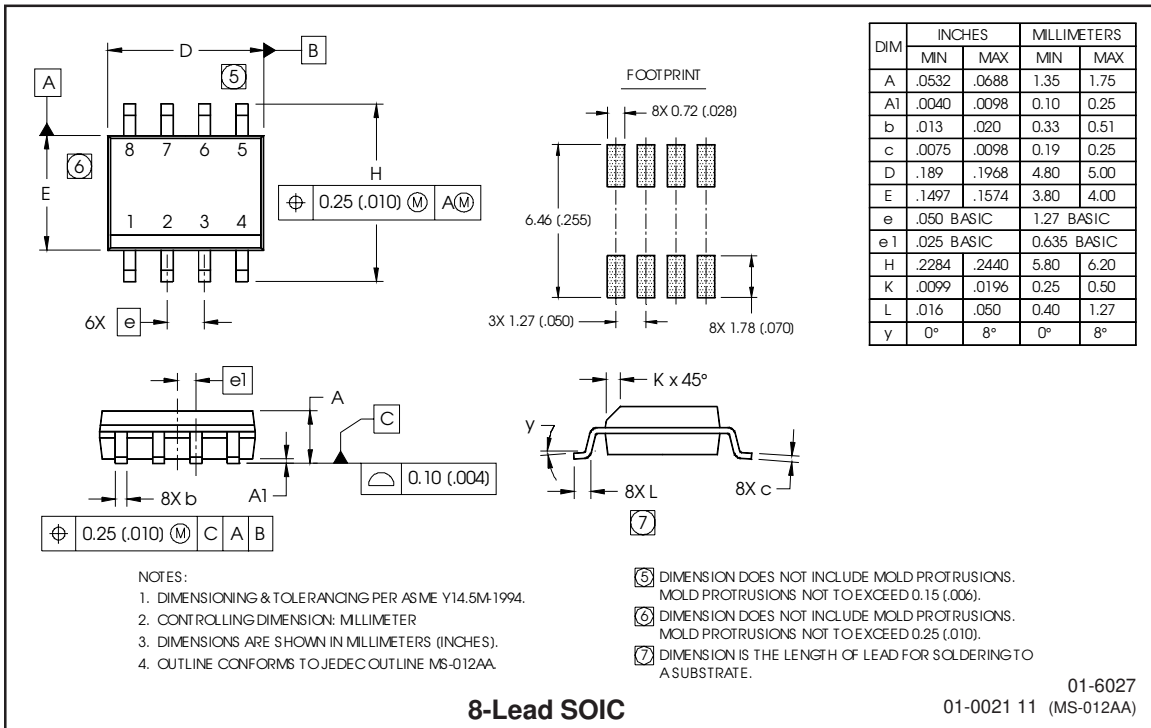 D
B
5
A
8 7 6 5
6
E
H
0.25 (.010) Ⓜ A Ⓜ
1 2 3 4
6X e
FOOTPRINT
8X 0.72 (.028)
6.46 (.255)
3X 1.27 (.050)
8X 1.78 (.070)
DIM INCHES MILLIMETERS
MIN MAX MIN MAX
A .0532 .0688 1.35 1.75
A1 .0040 .0098 0.10 0.25
b .013 .020 0.33 0.51
c .0075 .0098 0.19 0.25
D .189 .1968 4.80 5.00
E .1497 .1574 3.80 4.00
e .050 BASIC 1.27 BASIC
e1 .025 BASIC 0.635 BASIC
H .2284 .2440 5.80 6.20
K .0099 .0196 0.25 0.50
L .016 .050 0.40 1.27
y 0° 8° 0° 8°
e1
A
C
0.10 (.004)
8X b
A1
0.25 (.010) Ⓜ C A B
K x 45°
y
8X L
7
8X c
NOTES:
1. DIMENSIONING & TOLERANCING PER ASME Y14.5M-1994.
2. CONTROLLING DIMENSION: MILLIMETER
3. DIMENSIONS ARE SHOWN IN MILLIMETERS (INCHES).
4. OUTLINE CONFORMS TO JEDEC OUTLINE MS-012AA.
5 DIMENSION DOES NOT INCLUDE MOLD PROTRUSIONS.
MOLD PROTRUSIONS NOT TO EXCEED 0.15 (.006).
6 DIMENSION DOES NOT INCLUDE MOLD PROTRUSIONS.
MOLD PROTRUSIONS NOT TO EXCEED 0.25 (.010).
7 DIMENSION IS THE LENGTH OF LEAD FOR SOLDERING TO
A SUBSTRATE.
8-Lead SOIC
01-6027
01-0021 11 (MS-012AA)